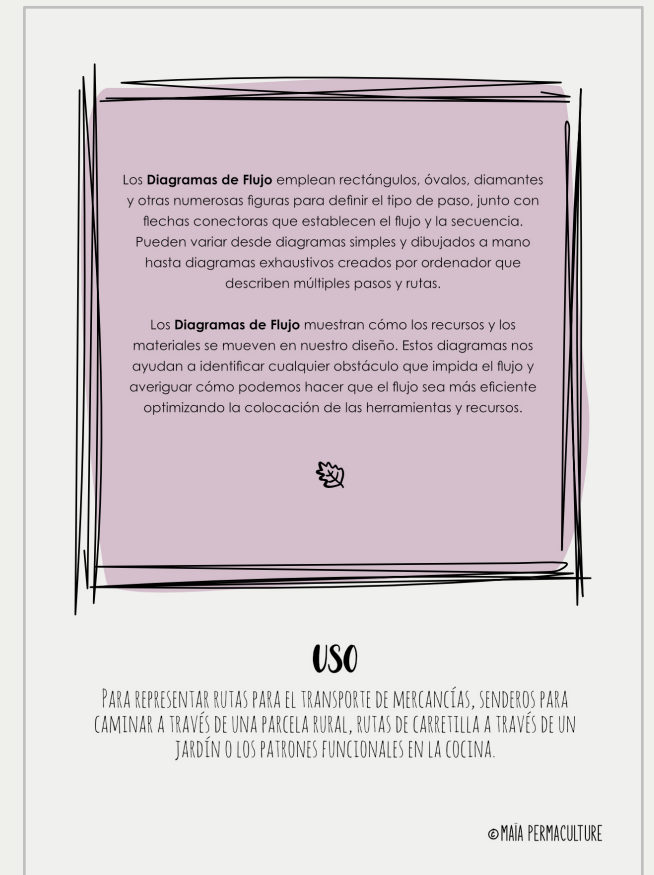 Los Diagramas de Flujo emplean rectángulos, óvalos, diamantes
y otras numerosas figuras para definir el tipo de paso, junto con
flechas conectoras que establecen el flujo y la secuencia.
Pueden variar desde diagramas simples y dibujados a mano
hasta diagramas exhaustivos creados por ordenador que
describen múltiples pasos y rutas.
Los Diagramas de Flujo muestran cómo los recursos y los
materiales se mueven en nuestro diseño. Estos diagramas nos
ayudan a identificar cualquier obstáculo que impida el flujo y
averiguar cómo podemos hacer que el flujo sea más eficiente
optimizando la colocación de las herramientas y recursos.
USO
Para representar rutas para el transporte de mercancías, senderos para
caminar a través de una parcela rural, rutas de carretilla a través de un
jardín o los patrones funcionales en la cocina.
©MAÏA PERMACULTURE